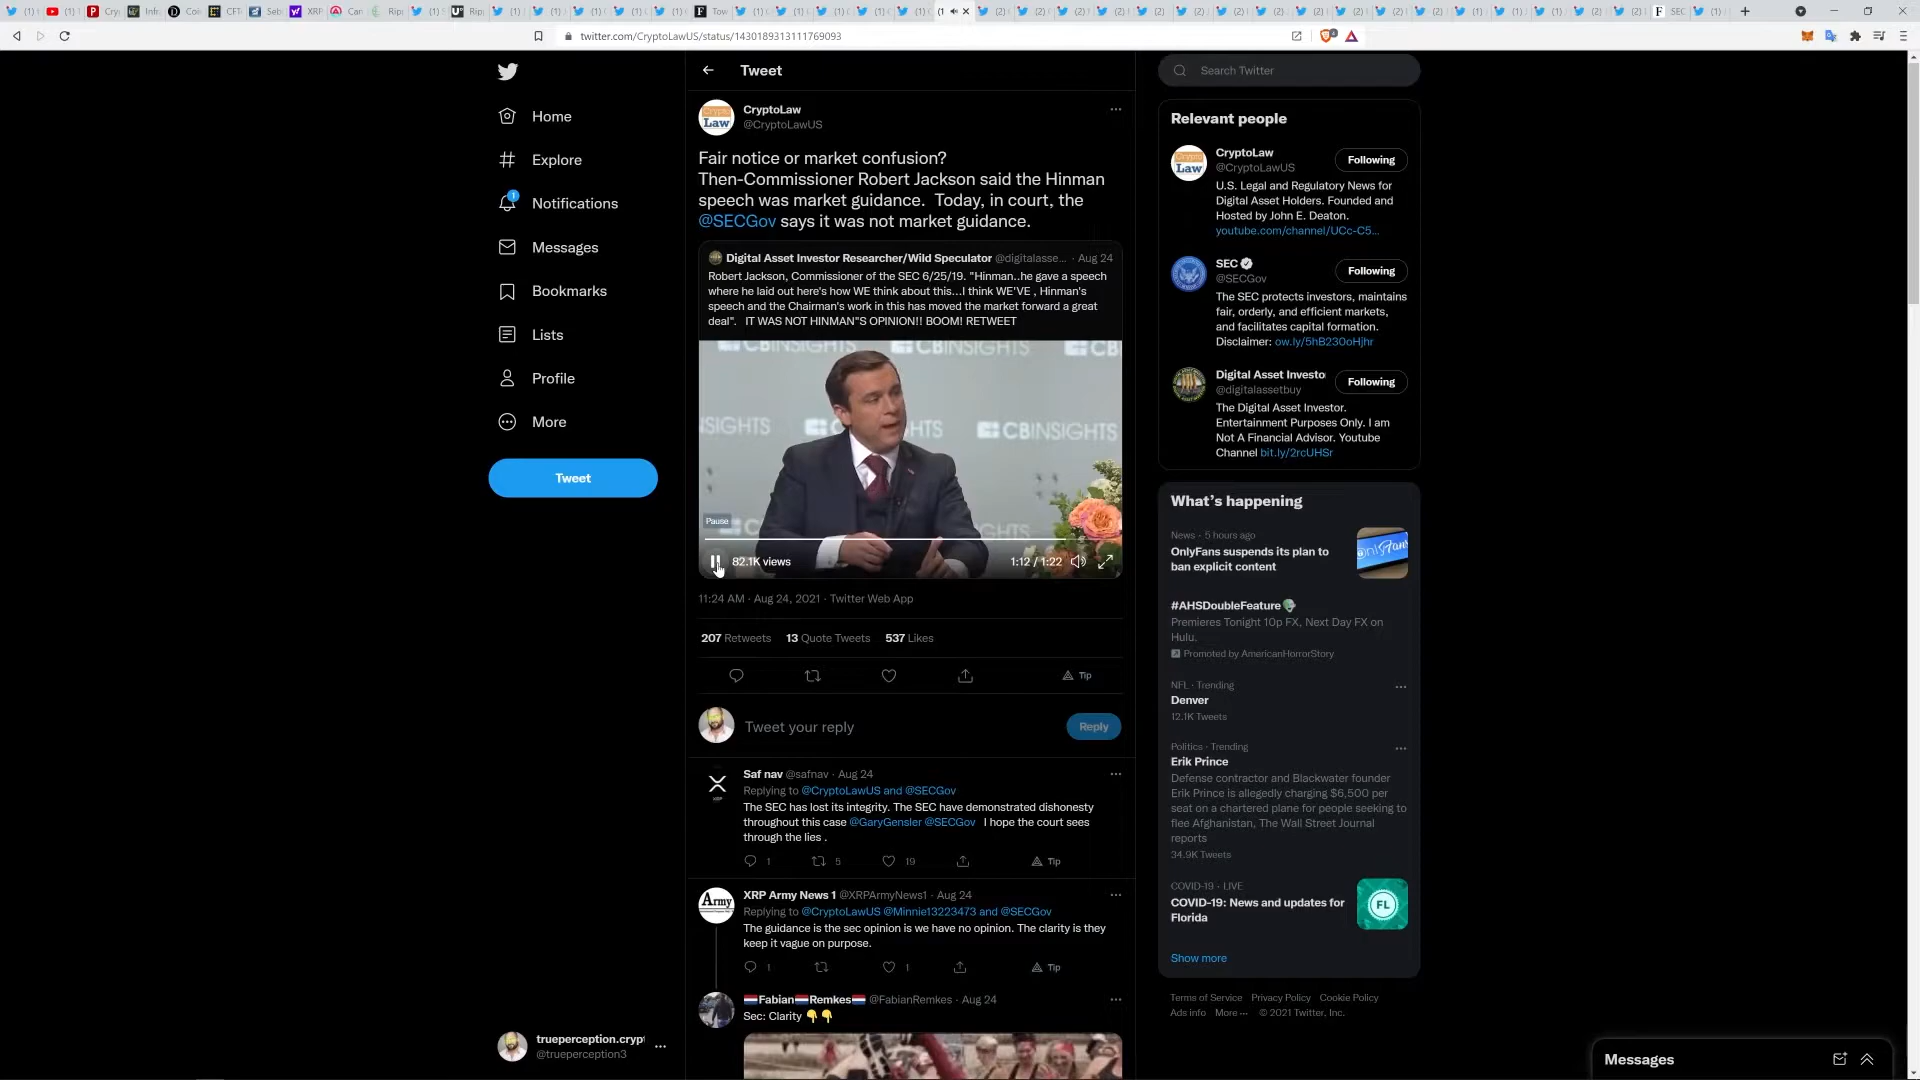 twitter.com/CryptoLawUS/status/1430189313111769093
Home
Explore
1
Notifications
Messages
Bookmarks
Lists
Profile
More
Tweet
trueperception.crypt
@trueperception3
Tweet
CryptoLaw
@CryptoLawUS
Fair notice or market confusion?
Then-Commissioner Robert Jackson said the Hinman
speech was market guidance. Today, in court, the
@SECGov says it was not market guidance.
Digital Asset Investor Researcher/Wild Speculator @digitalasse... · Aug 24
Robert Jackson, Commissioner of the SEC 6/25/19. "Hinman..he gave a speech
where he laid out here's how WE think about this...I think WE'VE , Hinman's
speech and the Chairman's work in this has moved the market forward a great
deal". IT WAS NOT HINMAN"S OPINION!! BOOM! RETWEET
CBINSIGHTS
CBINSIGHTS
Pause
82.1K views
1:12 / 1:22
11:24 AM · Aug 24, 2021 · Twitter Web App
207 Retweets 13 Quote Tweets 537 Likes
Tip
Tweet your reply
Reply
Saf nav @safnav · Aug 24
Replying to @CryptoLawUS and @SECGov
The SEC has lost its integrity. The SEC have demonstrated dishonesty
throughout this case @GaryGensler @SECGov I hope the court sees
through the lies .
1 5 19 Tip
XRP Army News 1 @XRPArmyNews1 · Aug 24
Replying to @CryptoLawUS @Minnie13223473 and @SECGov
The guidance is the sec opinion is we have no opinion. The clarity is they
keep it vague on purpose.
1 1 Tip
Fabian Remkes @FabianRemkes · Aug 24
Sec: Clarity 👇👇
Search Twitter
Relevant people
CryptoLaw
@CryptoLawUS
Following
U.S. Legal and Regulatory News for
Digital Asset Holders. Founded and
Hosted by John E. Deaton.
youtube.com/channel/UCc-C5...
SEC
@SECGov
Following
The SEC protects investors, maintains
fair, orderly, and efficient markets,
and facilitates capital formation.
Disclaimer: ow.ly/5hB230oHjhr
Digital Asset Investo
@digitalassetbuy
Following
The Digital Asset Investor.
Entertainment Purposes Only. I am
Not A Financial Advisor. Youtube
Channel bit.ly/2rcUHSr
What's happening
News · 5 hours ago
OnlyFans suspends its plan to
ban explicit content
#AHSDoubleFeature
Premieres Tonight 10p FX, Next Day FX on
Hulu.
Promoted by AmericanHorrorStory
NFL · Trending
Denver
12.1K Tweets
Politics · Trending
Erik Prince
Defense contractor and Blackwater founder
Erik Prince is allegedly charging $6,500 per
seat on a chartered plane for people seeking to
flee Afghanistan, The Wall Street Journal
reports
34.9K Tweets
COVID-19 · LIVE
COVID-19: News and updates for
Florida
FL
Show more
Terms of Service Privacy Policy Cookie Policy
Ads info More ··· © 2021 Twitter, Inc.
Messages